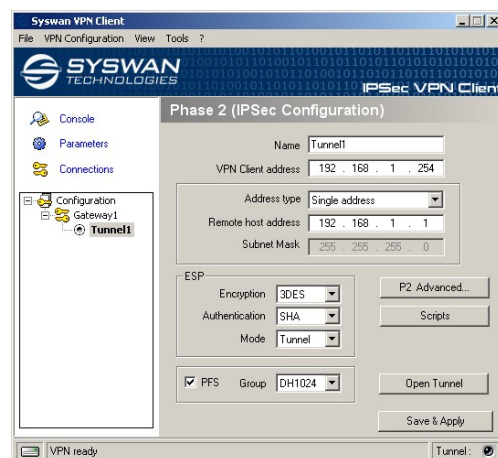 Syswan VPN Client
File VPN Configuration View Tools ?
SYSWAN
TECHNOLOGIES
IPSec VPN Client
Console
Parameters
Connections
Configuration
Gateway1
Tunnel1
Phase 2 (IPSec Configuration)
Name Tunnel1
VPN Client address 192 . 168 . 1 . 254
Address type Single address
Remote host address 192 . 168 . 1 . 1
Subnet Mask 255 . 255 . 255 . 0
ESP
Encryption 3DES
Authentication SHA
Mode Tunnel
P2 Advanced...
Scripts
PFS Group DH1024
Open Tunnel
Save & Apply
VPN ready Tunnel: